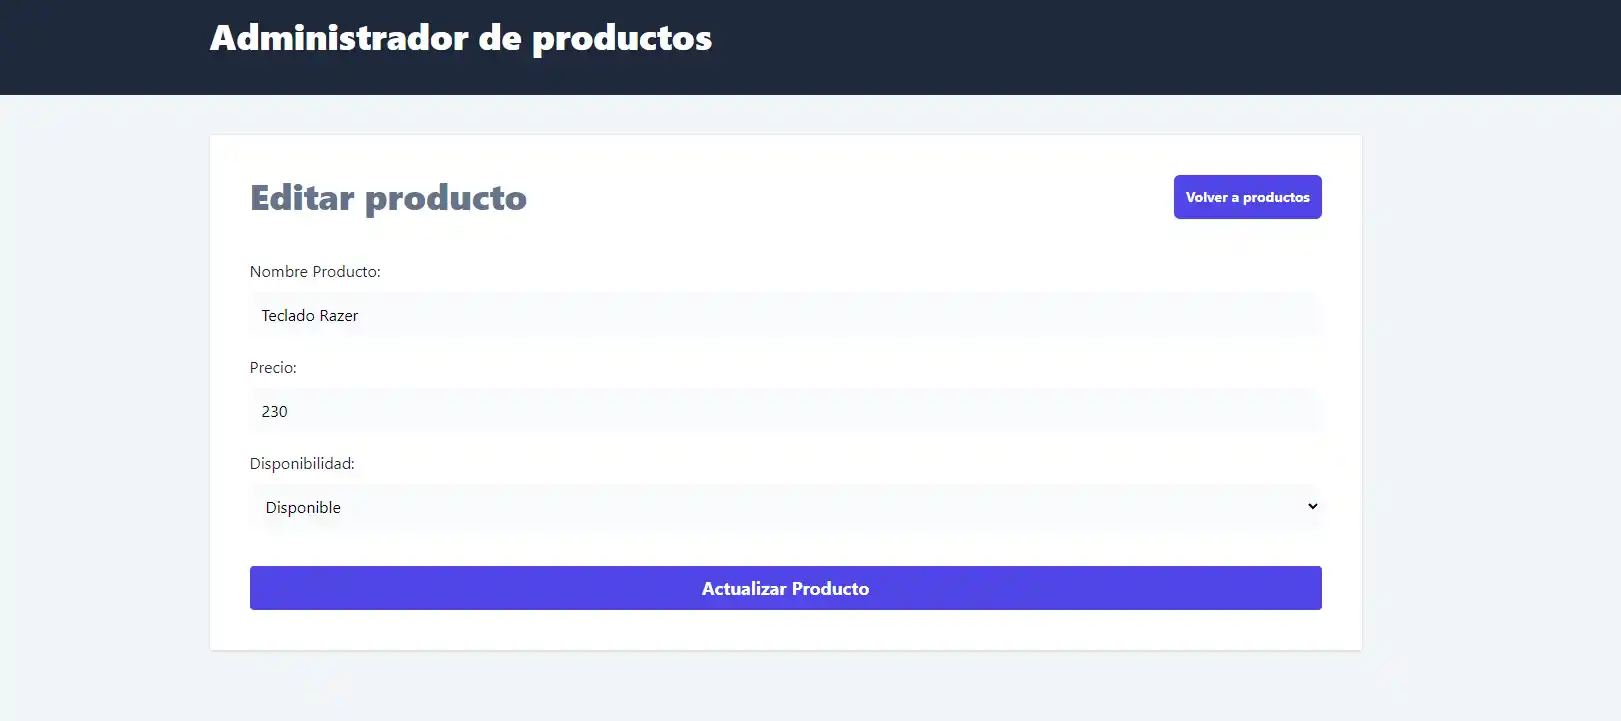 Administrador de productos
Editar producto
Volver a productos
Nombre Producto:
Teclado Razer
Precio:
230
Disponibilidad:
Disponible
Actualizar Producto